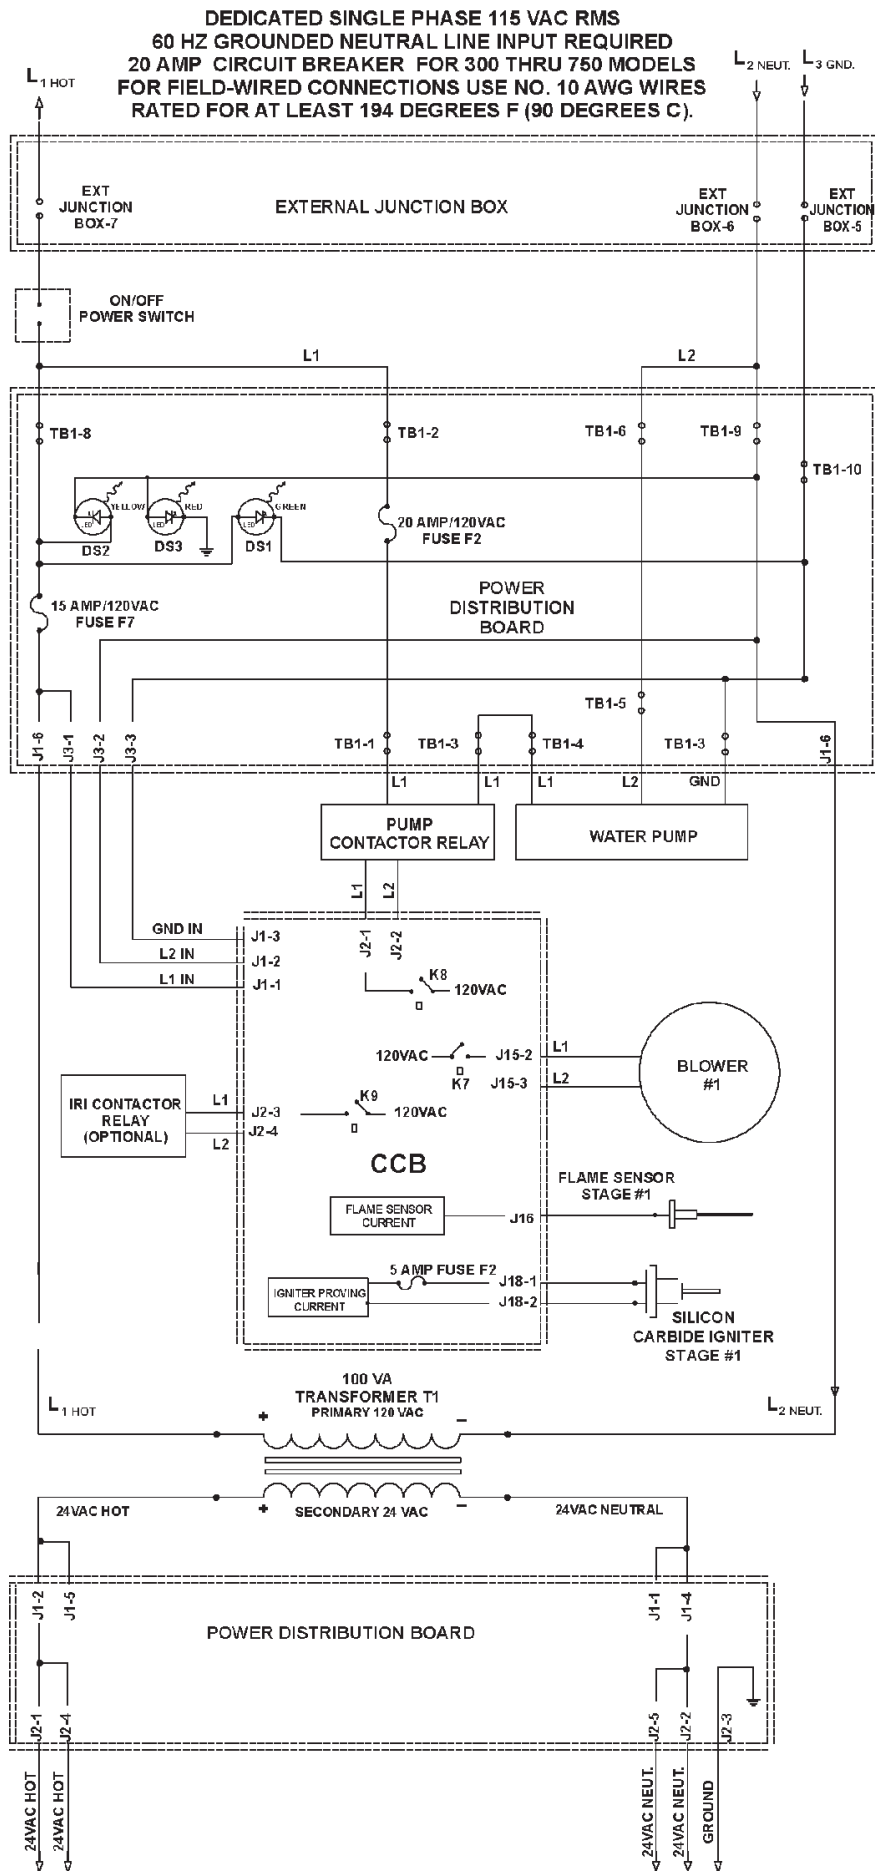 DEDICATED SINGLE PHASE 115 VAC RMS
60 HZ GROUNDED NEUTRAL LINE INPUT REQUIRED
20 AMP CIRCUIT BREAKER FOR 300 THRU 750 MODELS
FOR FIELD-WIRED CONNECTIONS USE NO. 10 AWG WIRES
RATED FOR AT LEAST 194 DEGREES F (90 DEGREES C).
L1 HOT
L2 NEUT.
L3 GND.
EXT
JUNCTION
BOX-7
EXTERNAL JUNCTION BOX
EXT
JUNCTION
BOX-6
EXT
JUNCTION
BOX-5
ON/OFF
POWER SWITCH
L1
L2
TB1-8
TB1-2
TB1-6
TB1-9
TB1-10
YELLOW
LED
DS2
RED
LED
DS3
GREEN
LED
DS1
20 AMP/120VAC
FUSE F2
15 AMP/120VAC
FUSE F7
POWER
DISTRIBUTION
BOARD
TB1-5
J1-6
J3-1
J3-2
J3-3
TB1-1
TB1-3
TB1-4
TB1-3
J1-6
L1
L1
L1
L2
GND
PUMP
CONTACTOR RELAY
WATER PUMP
L1
L2
GND IN
J1-3
L2 IN
J1-2
L1 IN
J1-1
J2-1
J2-2
K8
120VAC
120VAC
K7
J15-2
L1
J15-3
L2
BLOWER
#1
IRI CONTACTOR
RELAY
(OPTIONAL)
L1
J2-3
L2
J2-4
K9
120VAC
CCB
FLAME SENSOR
CURRENT
J16
FLAME SENSOR
STAGE #1
5 AMP FUSE F2
IGNITER PROVING
CURRENT
J18-1
J18-2
SILICON
CARBIDE IGNITER
STAGE #1
100 VA
TRANSFORMER T1
PRIMARY 120 VAC
L1 HOT
+
–
L2 NEUT.
24VAC HOT
+
SECONDARY 24 VAC
–
24VAC NEUTRAL
J1-2
J1-5
J1-1
J1-4
POWER DISTRIBUTION BOARD
J2-1
J2-4
J2-5
J2-2
J2-3
24VAC HOT
24VAC HOT
24VAC NEUT.
24VAC NEUT.
GROUND